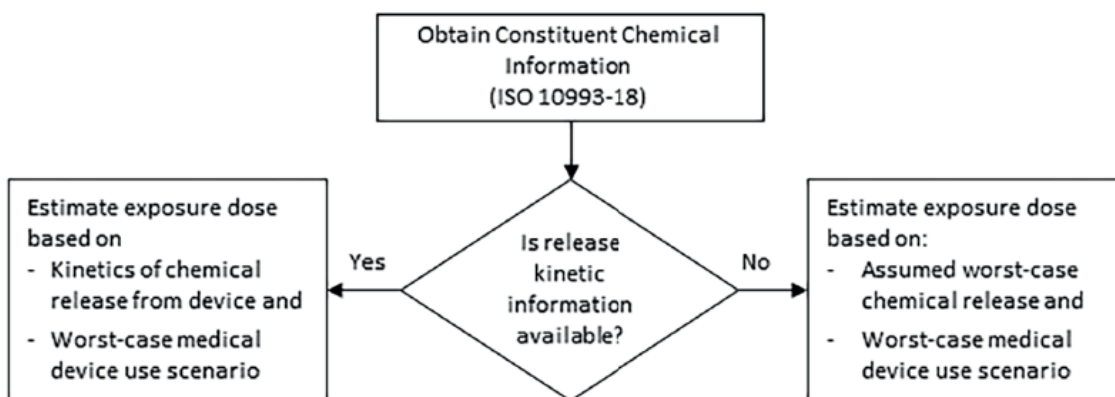 Obtain Constituent Chemical
Information
(ISO 10993-18)
Estimate exposure dose
based on
- Kinetics of chemical
release from device and
- Worst-case medical
device use scenario
Yes
Is release
kinetic
information
available?
No
Estimate exposure dose
based on:
- Assumed worst-case
chemical release and
- Worst-case medical
device use scenario